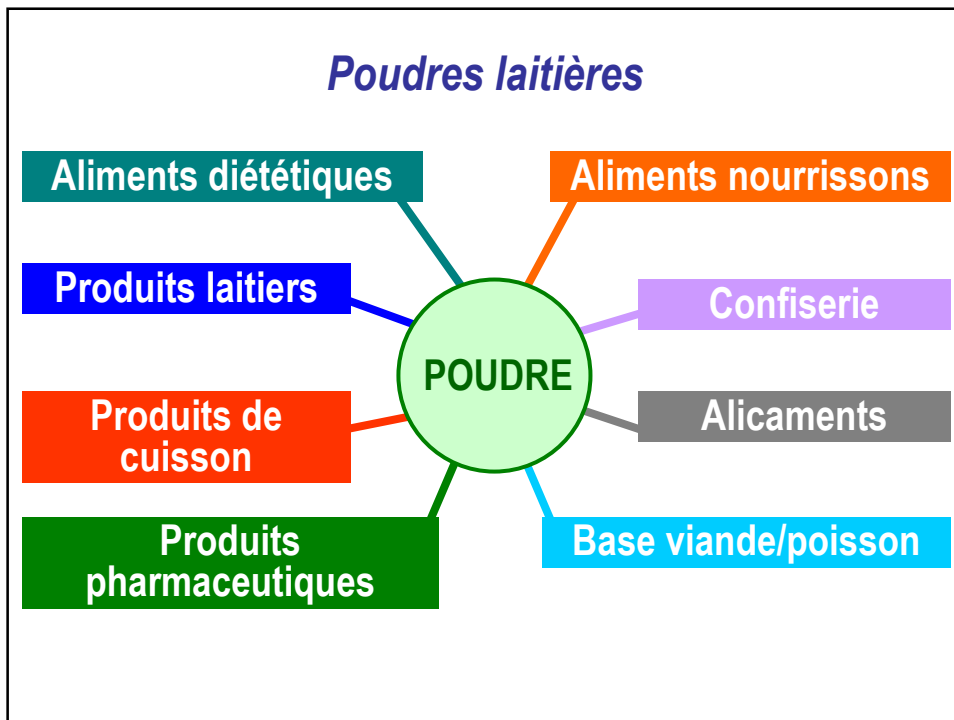 Poudres laitières
Aliments diététiques
Aliments nourrissons
Produits laitiers
Confiserie
POUDRE
Produits de
cuisson
Alicaments
Produits
pharmaceutiques
Base viande/poisson